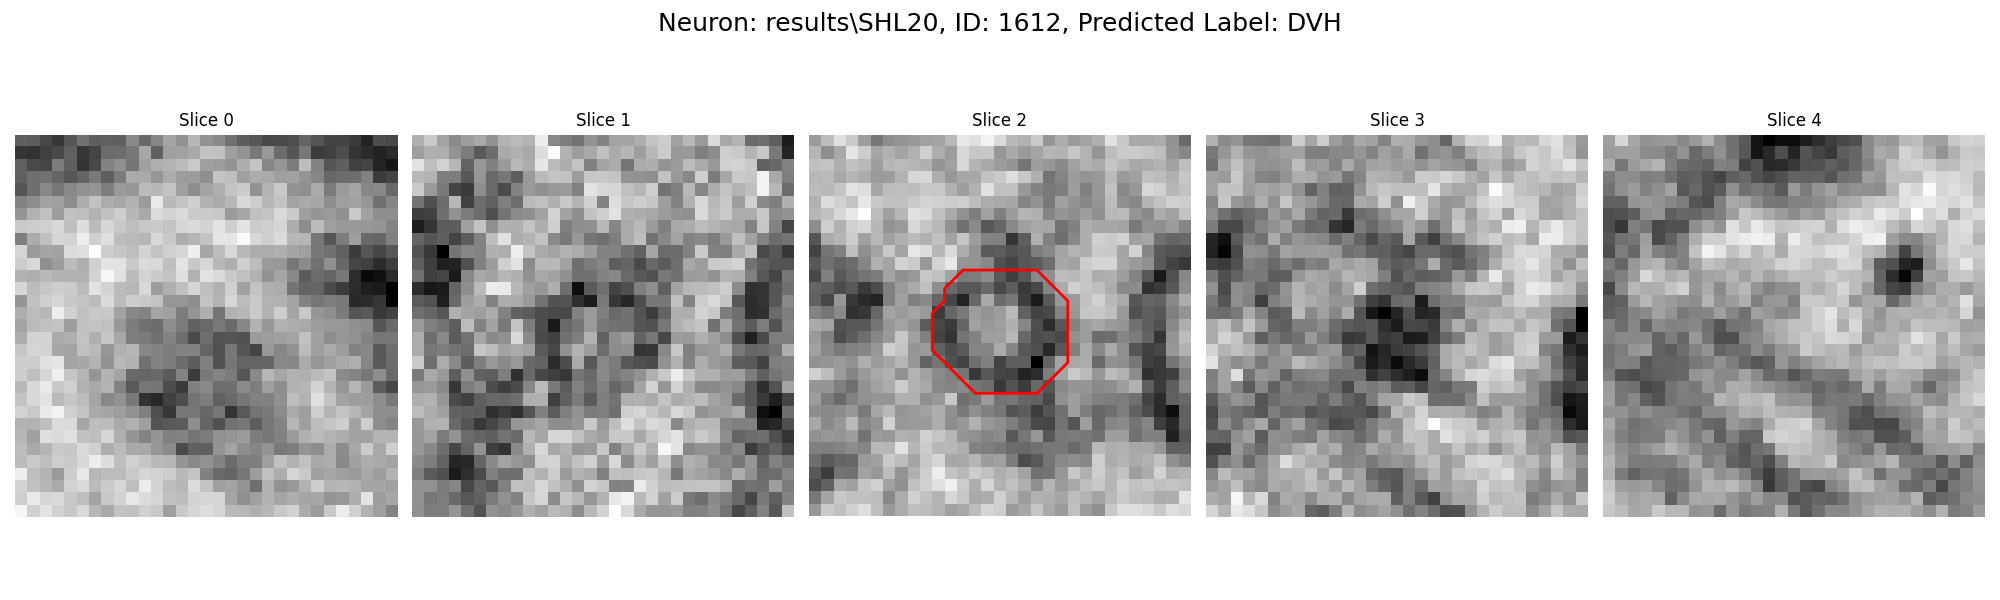 Neuron: results\SHL20, ID: 1612, Predicted Label: DVH
Slice 0
Slice 1
Slice 2
Slice 3
Slice 4